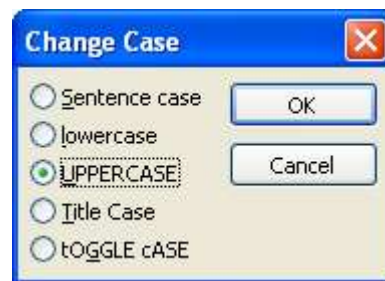 Change Case
Sentence case
OK
lowercase
UPPERCASE
Cancel
Title Case
tOGGLE cASE